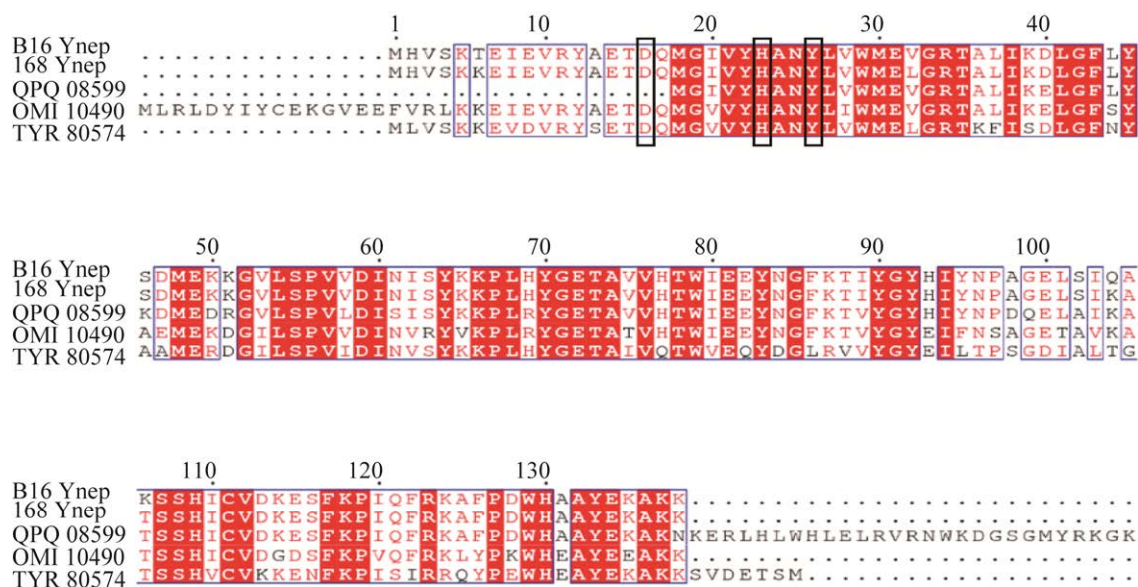 1 10 20 30 40
B16 Ynep ...............MHVSKTEIEVRYAETDQMGIVYHANYLVWMEVGRTALIKDLGFLY
168 Ynep ...............MHVSKKEIEVRYAETDQMGIVYHANYLVWMELGRTALIKDLGFLY
QPQ 08599 ................................MGIVYHANYLVWMEVGRTALIKELGFLY
OMI 10490 MLRLDYIYCEKGVEEFVRLKKEIEVRYAETDQMGVVYHANYLIWMEVGRTALIKELGFSY
TYR 80574 ...............MLVSKKEVDVRYSETDQMGVVYHANYLVWMELGRTKFISDLGFNY
50 60 70 80 90 100
B16 Ynep SDMEKKGVLSPVVDINISYKKPLHYGETAVVHTWIEEYNGFKTIYGYHIYNPAGELSIQA
168 Ynep SDMEKKGVLSPVVDINISYKKPLHYGETAVVHTWIEEYNGFKTIYGYHIYNPAGELSIKA
QPQ 08599 KDMEDRGVLSPVLDISISYKKPLRYGETAVVHTWIEEYNGFKTVYGYHIYNPDQELAIKA
OMI 10490 AEMEKDGILSPVVDINVRYVKPLRYGETATVHTWIEEYNGFKTVYGYEIFNSAGETAVKA
TYR 80574 AAMERDGILSPVIDINVSYKKPLHYGETAIVQTWVEQYDGLRVVYGYEILTPSGDIALTG
110 120 130
B16 Ynep KSSHICVDKESFKPIQFRKAFPDWHAAYEKAKK...........................
168 Ynep TSSHICVDKESFKPIQFRKAFPDWHAAYEKAKK...........................
QPQ 08599 TSSHICVDKESFKPIQFRKAFPDWHAAYEKAKNKERLHLWHLELRVRNWKDGSGMYRKGK
OMI 10490 TSSHICVDGDSFKPVQFRKLYPKWHEAYEEAKK...........................
TYR 80574 TSSHVCVKKENFKPISIRRQYPEWHEAYEKAKKSVDETSM....................